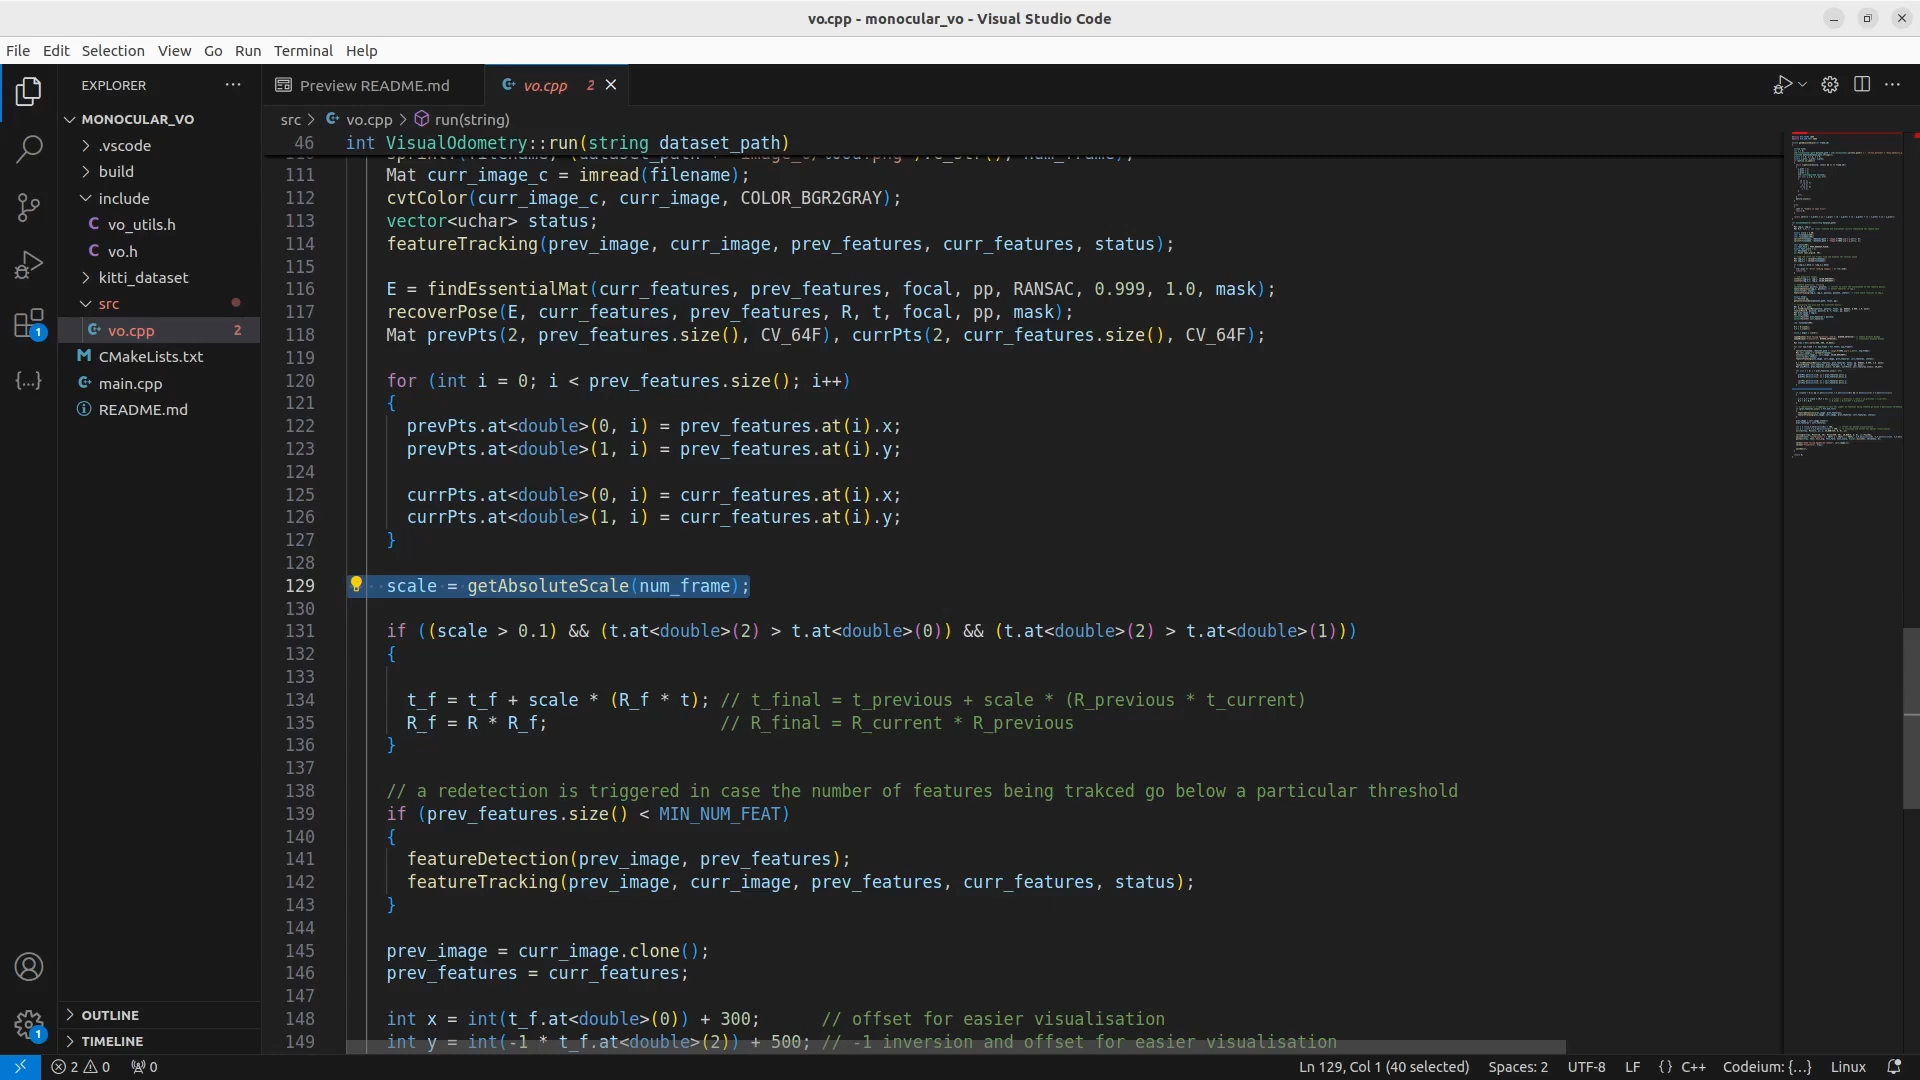 vo.cpp - monocular_vo - Visual Studio Code
File Edit Selection View Go Run Terminal Help
EXPLORER
Preview README.md
vo.cpp 2
MONOCULAR_VO
.vscode
build
include
vo_utils.h
vo.h
kitti_dataset
src
vo.cpp 2
CMakeLists.txt
main.cpp
README.md
OUTLINE
TIMELINE
1
1
src > vo.cpp > run(string)
46 int VisualOdometry::run(string dataset_path)
111 Mat curr_image_c = imread(filename);
112 cvtColor(curr_image_c, curr_image, COLOR_BGR2GRAY);
113 vector<uchar> status;
114 featureTracking(prev_image, curr_image, prev_features, curr_features, status);
115
116 E = findEssentialMat(curr_features, prev_features, focal, pp, RANSAC, 0.999, 1.0, mask);
117 recoverPose(E, curr_features, prev_features, R, t, focal, pp, mask);
118 Mat prevPts(2, prev_features.size(), CV_64F), currPts(2, curr_features.size(), CV_64F);
119
120 for (int i = 0; i < prev_features.size(); i++)
121 {
122 prevPts.at<double>(0, i) = prev_features.at(i).x;
123 prevPts.at<double>(1, i) = prev_features.at(i).y;
124
125 currPts.at<double>(0, i) = curr_features.at(i).x;
126 currPts.at<double>(1, i) = curr_features.at(i).y;
127 }
128
129 scale = getAbsoluteScale(num_frame);
130
131 if ((scale > 0.1) && (t.at<double>(2) > t.at<double>(0)) && (t.at<double>(2) > t.at<double>(1)))
132 {
133
134 t_f = t_f + scale * (R_f * t); // t_final = t_previous + scale * (R_previous * t_current)
135 R_f = R * R_f; // R_final = R_current * R_previous
136 }
137
138 // a redetection is triggered in case the number of features being trakced go below a particular threshold
139 if (prev_features.size() < MIN_NUM_FEAT)
140 {
141 featureDetection(prev_image, prev_features);
142 featureTracking(prev_image, curr_image, prev_features, curr_features, status);
143 }
144
145 prev_image = curr_image.clone();
146 prev_features = curr_features;
147
148 int x = int(t_f.at<double>(0)) + 300; // offset for easier visualisation
149 int y = int(-1 * t_f.at<double>(2)) + 500; // -1 inversion and offset for easier visualisation
2 0 0 Ln 129, Col 1 (40 selected) Spaces: 2 UTF-8 LF {} C++ Codeium: {...} Linux